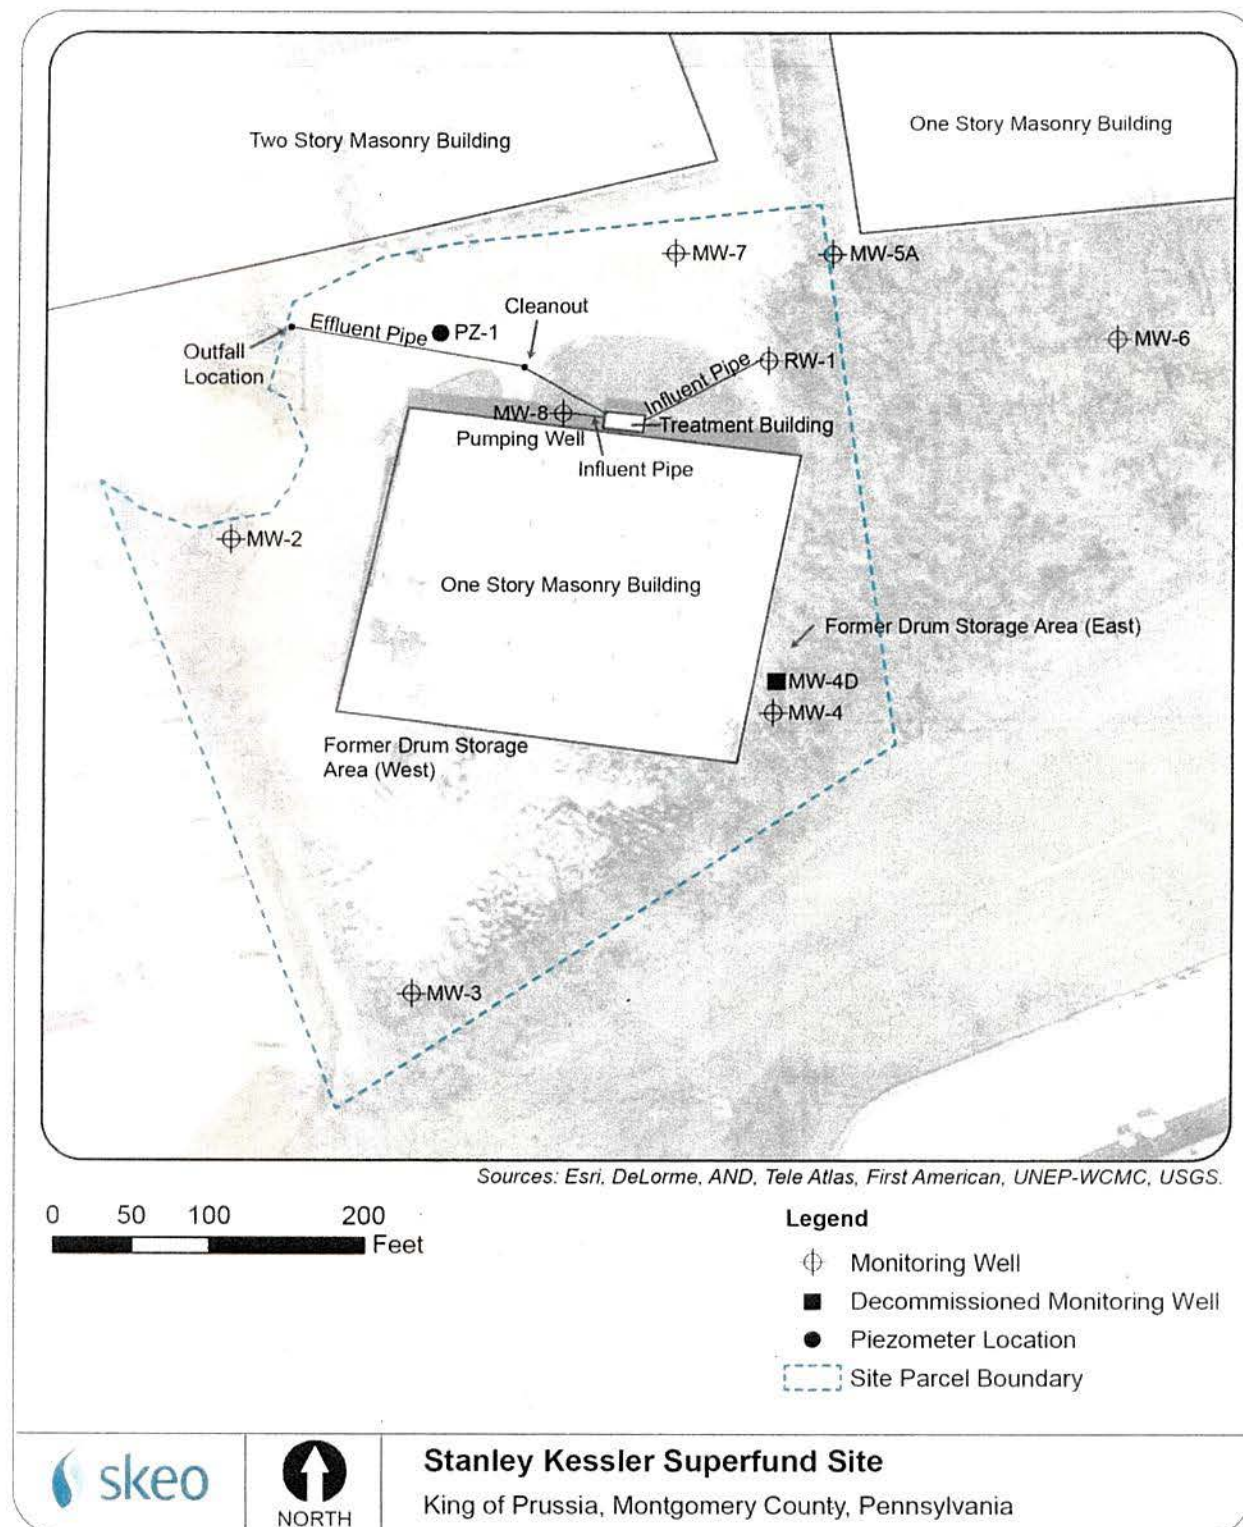 Two Story Masonry Building
One Story Masonry Building
MW-7
MW-5A
Cleanout
Effluent Pipe
PZ-1
MW-6
Outfall
Location
Influent Pipe
RW-1
MW-8
Treatment Building
Pumping Well
Influent Pipe
MW-2
One Story Masonry Building
Former Drum Storage Area (East)
MW-4D
MW-4
Former Drum Storage
Area (West)
MW-3
Sources: Esri, DeLorme, AND, Tele Atlas, First American, UNEP-WCMC, USGS.
0 50 100 200
Feet
Legend
Monitoring Well
Decommissioned Monitoring Well
Piezometer Location
Site Parcel Boundary
skeo
NORTH
Stanley Kessler Superfund Site
King of Prussia, Montgomery County, Pennsylvania